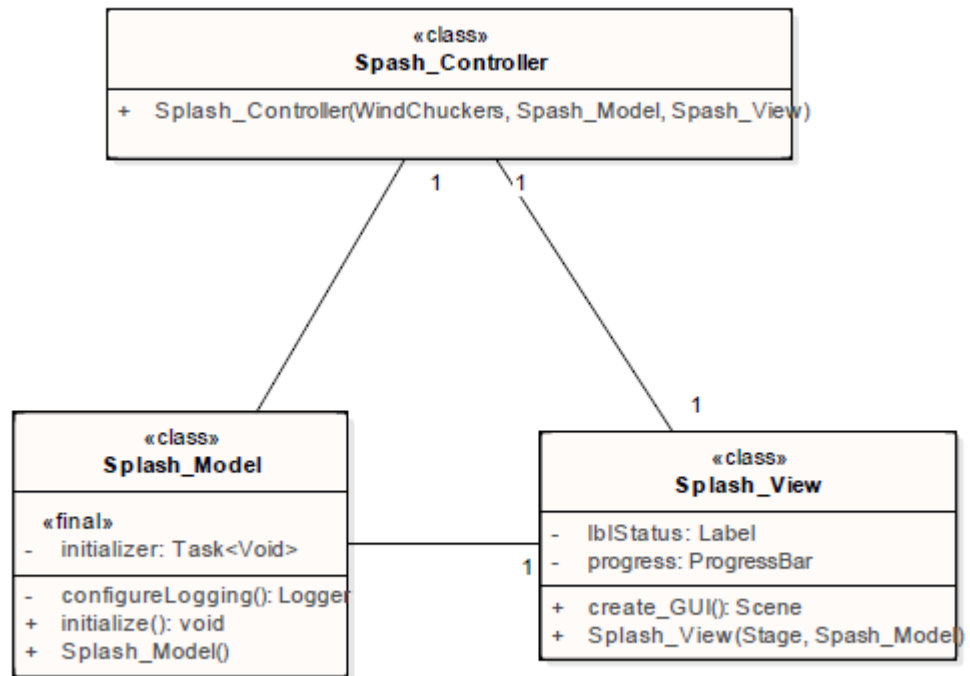 «class»
Spash_Controller
+ Splash_Controller(WindChuckers, Spash_Model, Spash_View)
1
1
1
«class»
Splash_Model
«final»
- initializer: Task<Void>
- configureLogging(): Logger
+ initialize(): void
+ Splash_Model()
1
«class»
Splash_View
- lblStatus: Label
- progress: ProgressBar
+ create_GUI(): Scene
+ Splash_View(Stage, Spash_Model)